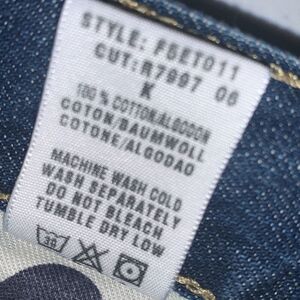 STYLE: F5ET011
CUT:R7997 06
K
100 % COTTON/ALGODON
COTON/BAUMWOLL
COTONE/ALGODAO
MACHINE WASH COLD
WASH SEPARATELY
DO NOT BLEACH
TUMBLE DRY LOW
30